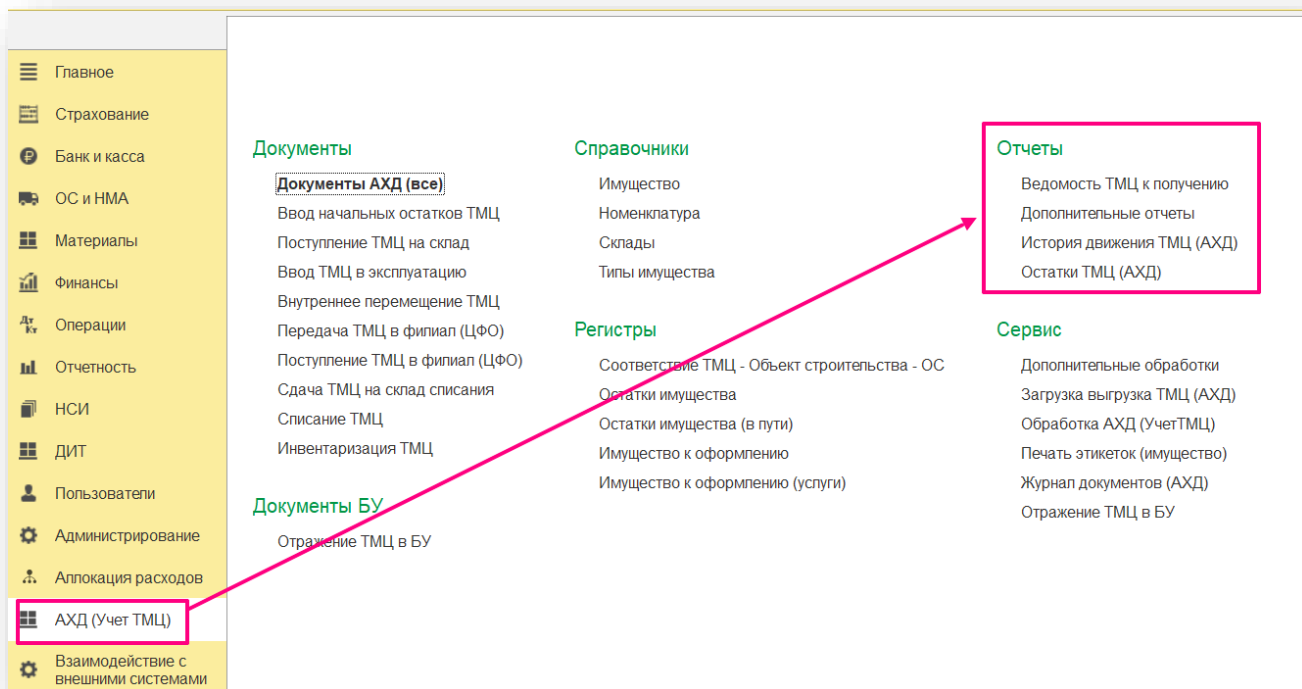 Главное
Страхование
Банк и касса
ОС и НМА
Материалы
Финансы
Дт
Кт
Операции
Отчетность
НСИ
ДИТ
Пользователи
Администрирование
Аллокация расходов
АХД (Учет ТМЦ)
Взаимодействие с
внешними системами
Документы
Документы АХД (все)
Ввод начальных остатков ТМЦ
Поступление ТМЦ на склад
Ввод ТМЦ в эксплуатацию
Внутреннее перемещение ТМЦ
Передача ТМЦ в филиал (ЦФО)
Поступление ТМЦ в филиал (ЦФО)
Сдача ТМЦ на склад списания
Списание ТМЦ
Инвентаризация ТМЦ
Документы БУ
Отражение ТМЦ в БУ
Справочники
Имущество
Номенклатура
Склады
Типы имущества
Регистры
Соответствие ТМЦ - Объект строительства - ОС
Остатки имущества
Остатки имущества (в пути)
Имущество к оформлению
Имущество к оформлению (услуги)
Отчеты
Ведомость ТМЦ к получению
Дополнительные отчеты
История движения ТМЦ (АХД)
Остатки ТМЦ (АХД)
Сервис
Дополнительные обработки
Загрузка выгрузка ТМЦ (АХД)
Обработка АХД (УчетТМЦ)
Печать этикеток (имущество)
Журнал документов (АХД)
Отражение ТМЦ в БУ